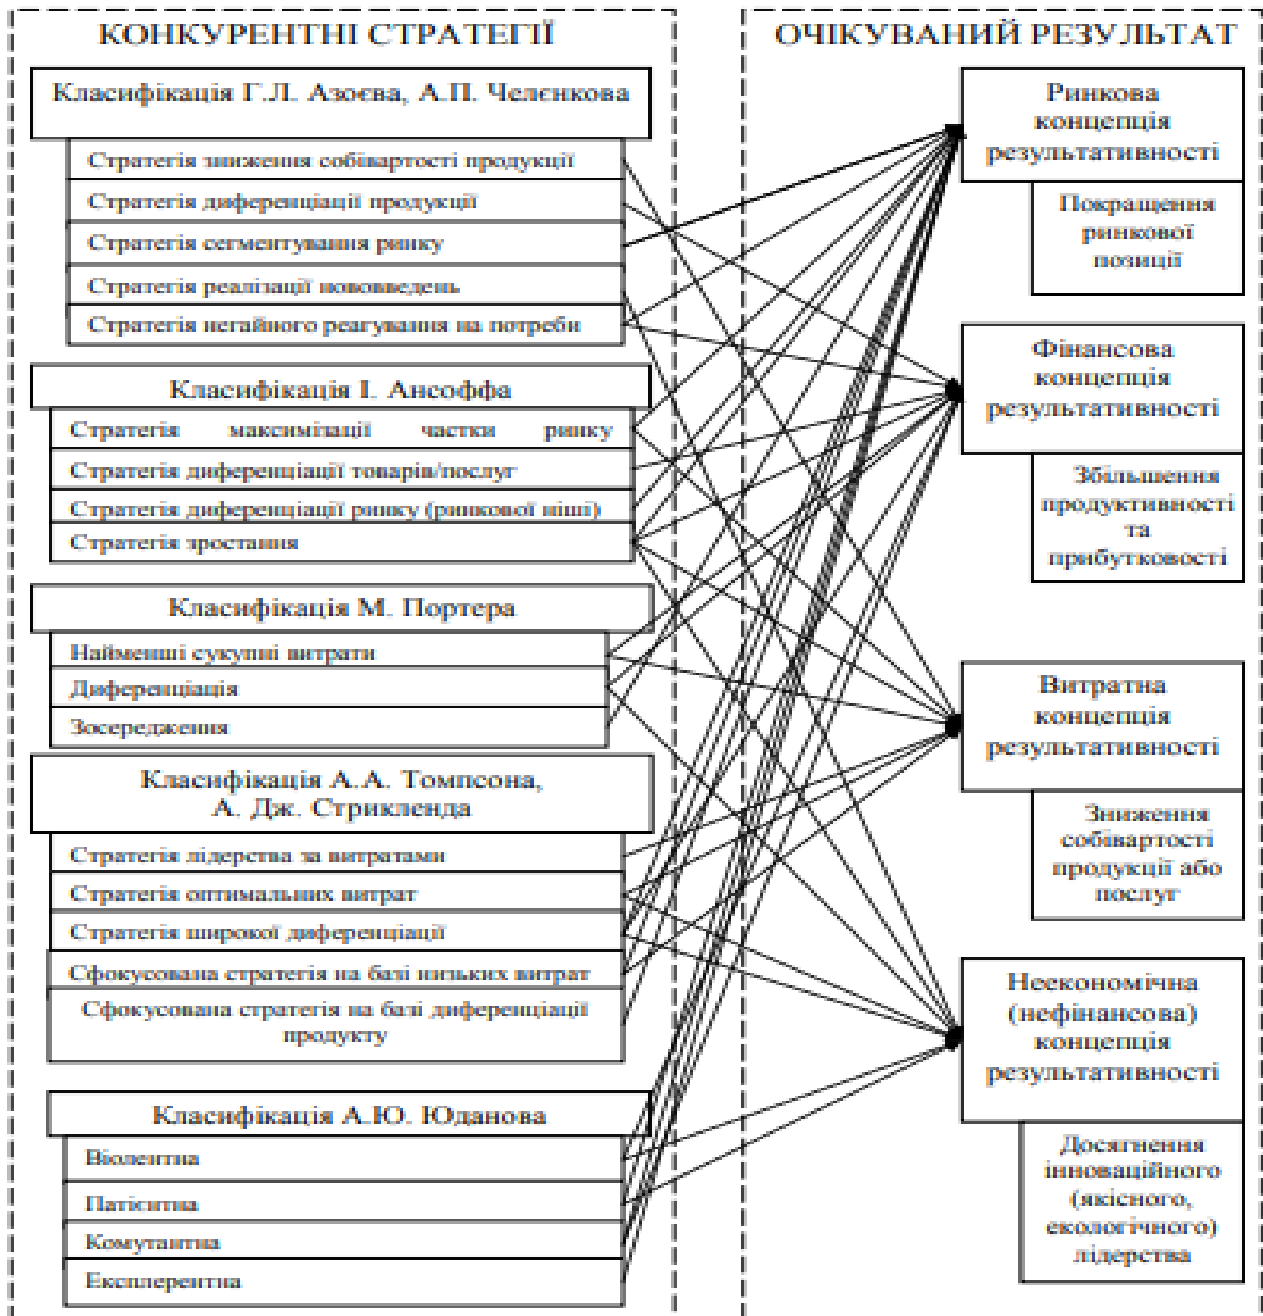 КОНКУРЕНТНІ СТРАТЕГІЇ
Класифікація Г.Л. Азоєва, А.П. Челєнкова
Стратегія зниження собівартості продукції
Стратегія диференціації продукції
Стратегія сегментування ринку
Стратегія реалізації нововведень
Стратегія негайного реагування на потреби
Класифікація І. Ансоффа
Стратегія максимізації частки ринку
Стратегія диференціації товарів/послуг
Стратегія диференціації ринку (ринкової ніші)
Стратегія зростання
Класифікація М. Портера
Найменші сукупні витрати
Диференціація
Зосередження
Класифікація А.А. Томпсона,
А. Дж. Стрикленда
Стратегія лідерства за витратами
Стратегія оптимальних витрат
Стратегія широкої диференціації
Сфокусована стратегія на базі низьких витрат
Сфокусована стратегія на базі диференціації
продукту
Класифікація А.Ю. Юданова
Віолентна
Патієнтна
Комутантна
Експлерентна
ОЧІКУВАНИЙ РЕЗУЛЬТАТ
Ринкова
концепція
результативності
Покращення
ринкової
позиції
Фінансова
концепція
результативності
Збільшення
продуктивності
та
прибутковості
Витратна
концепція
результативності
Зниження
собівартості
продукції або
послуг
Неекономічна
(нефінансова)
концепція
результативності
Досягнення
інноваційного
(якісного,
екологічного)
лідерства